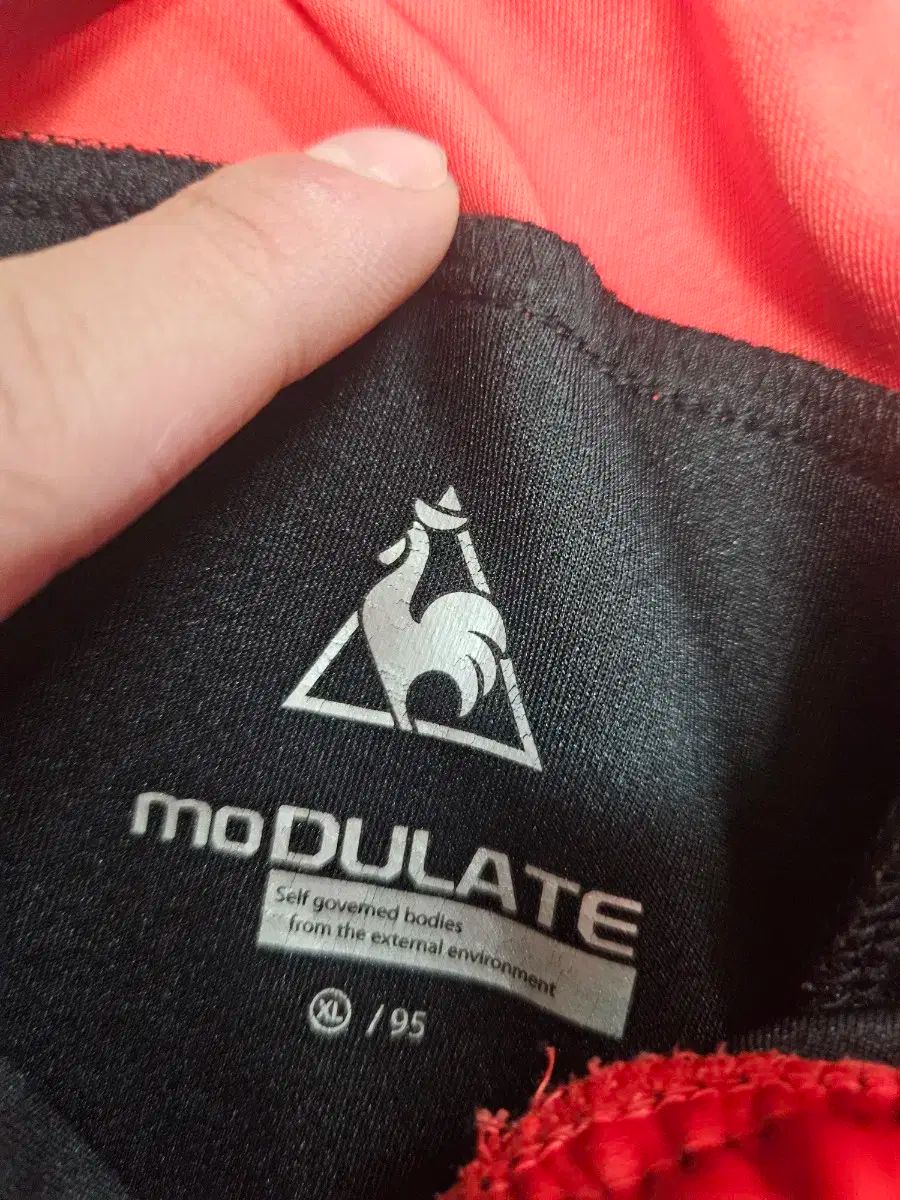 moDULATE
Self governed bodies
from the external environment
XL / 95